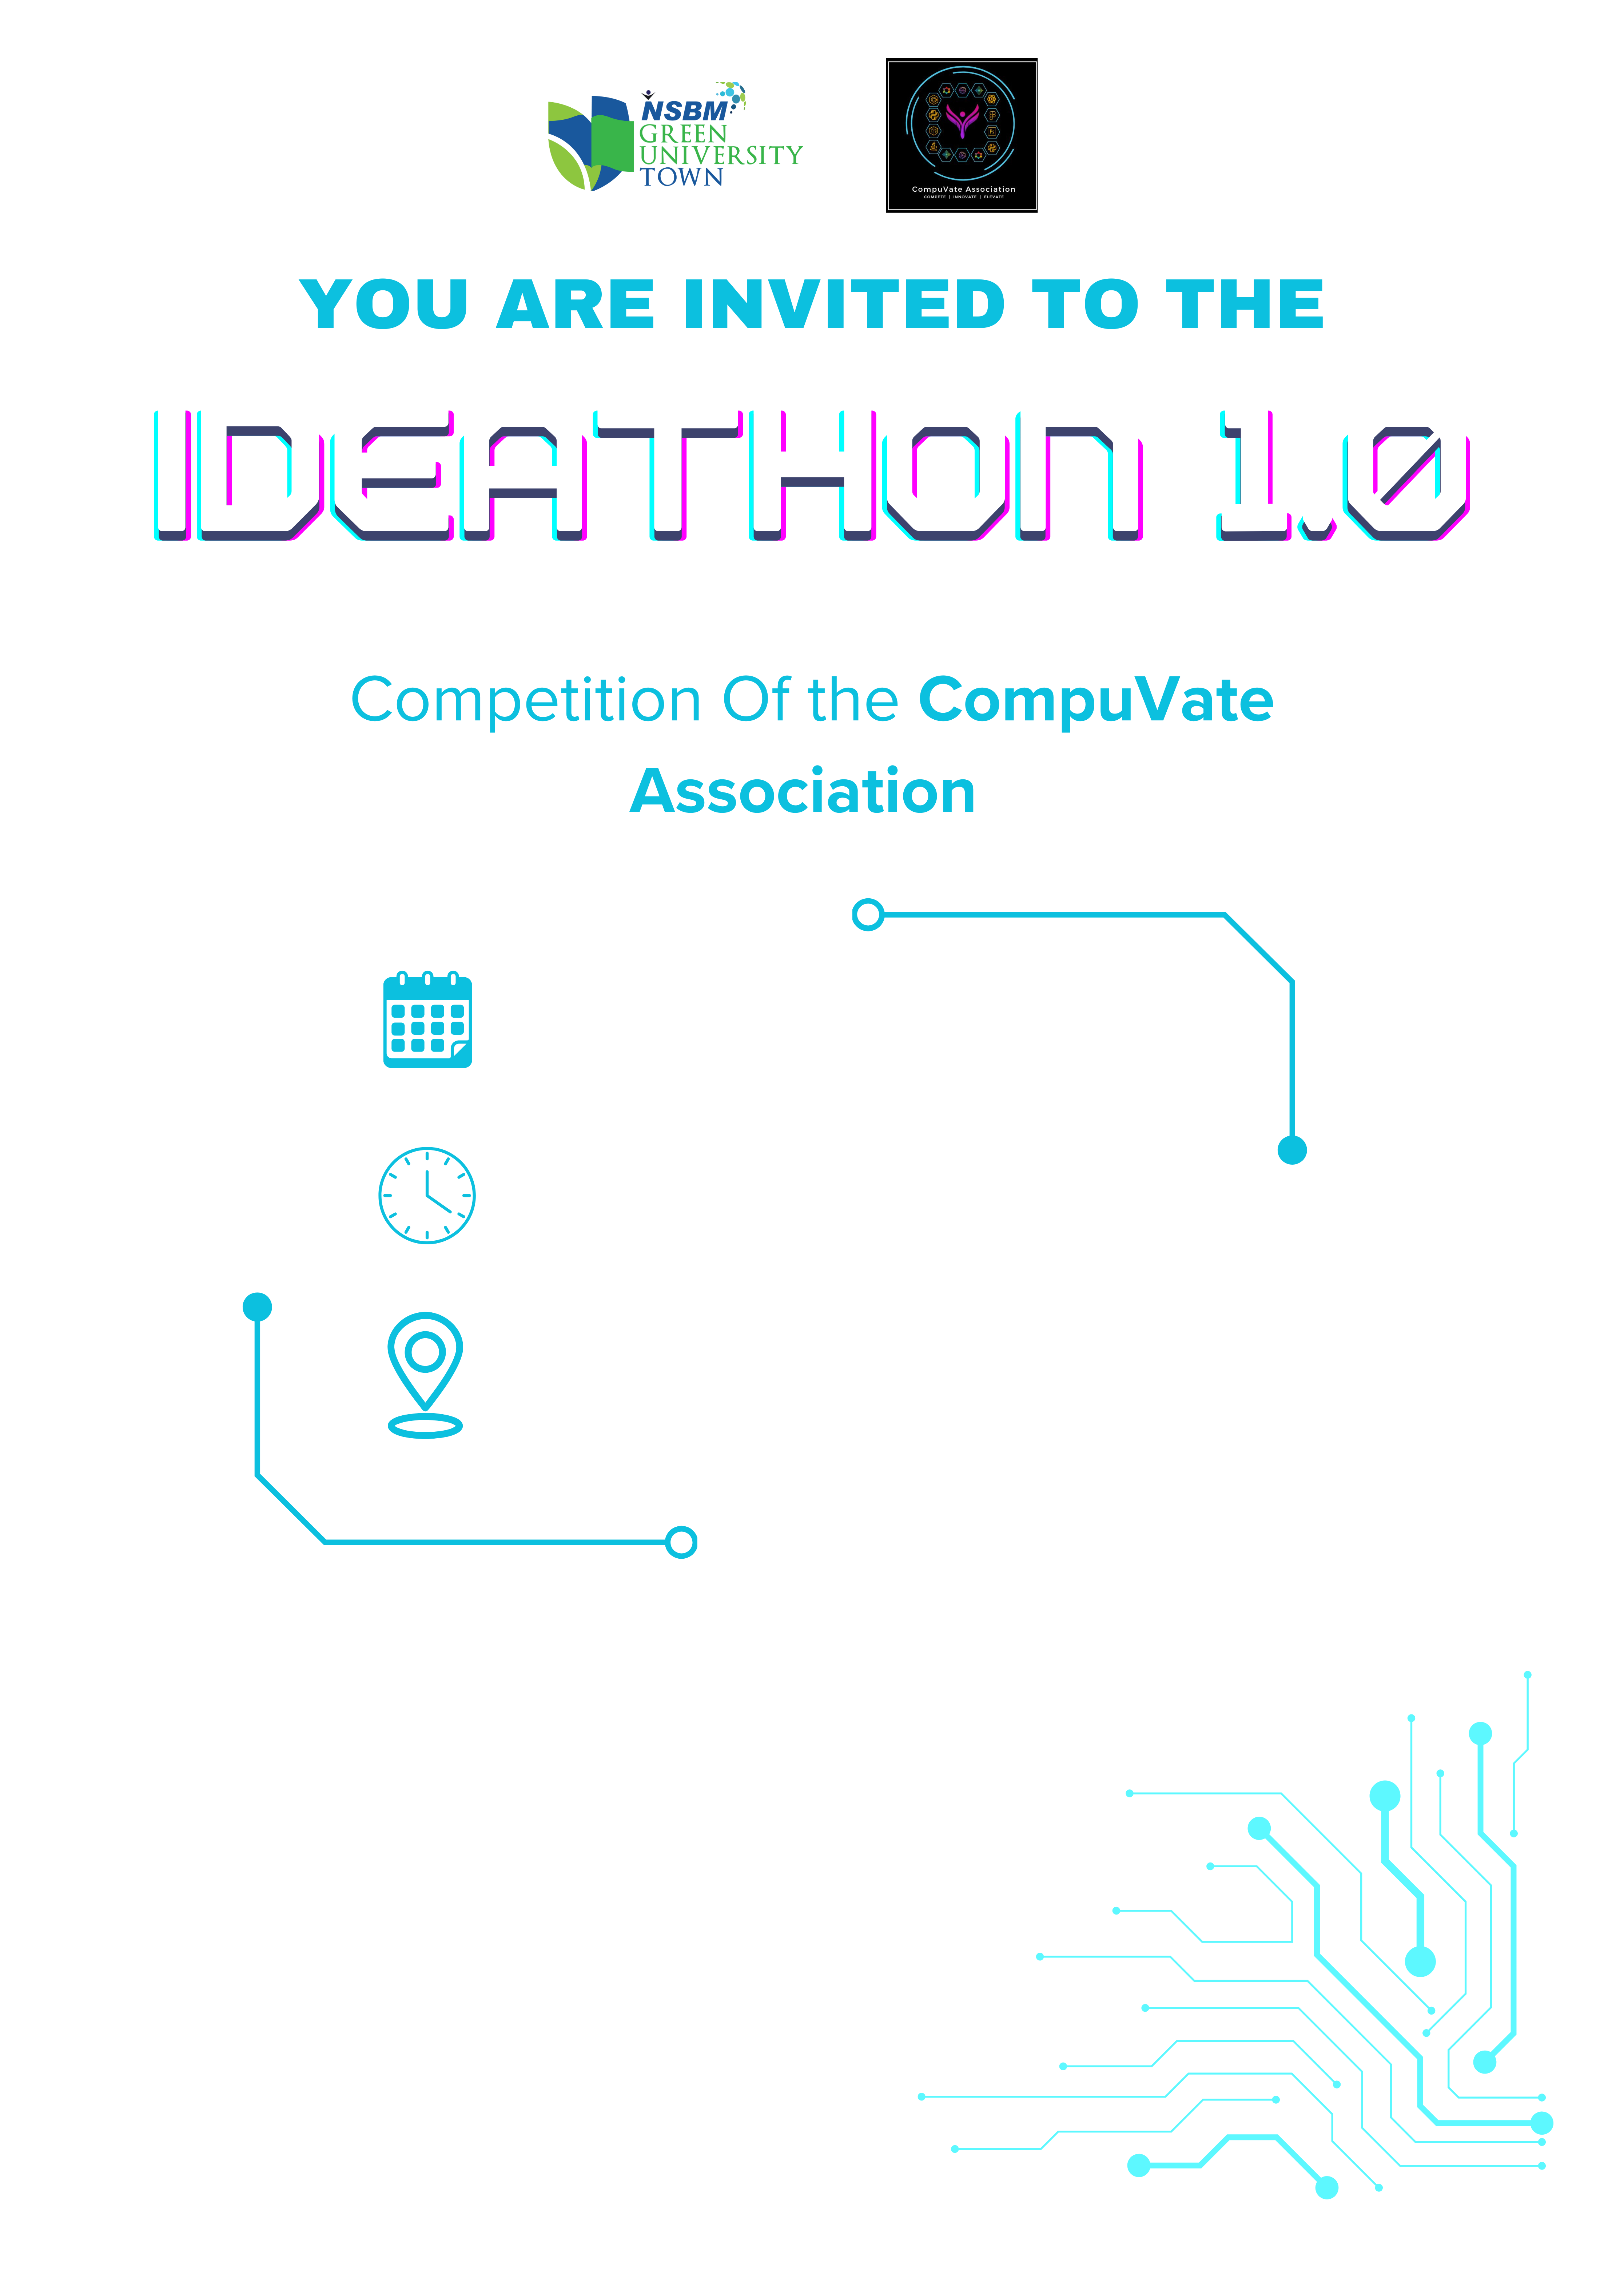 NSBM
GREEN
UNIVERSITY
TOWN
CompuVate Association
COMPETE | INNOVATE | ELEVATE
YOU ARE INVITED TO THE
IDEATHON 1.0
Competition Of the CompuVate
Association